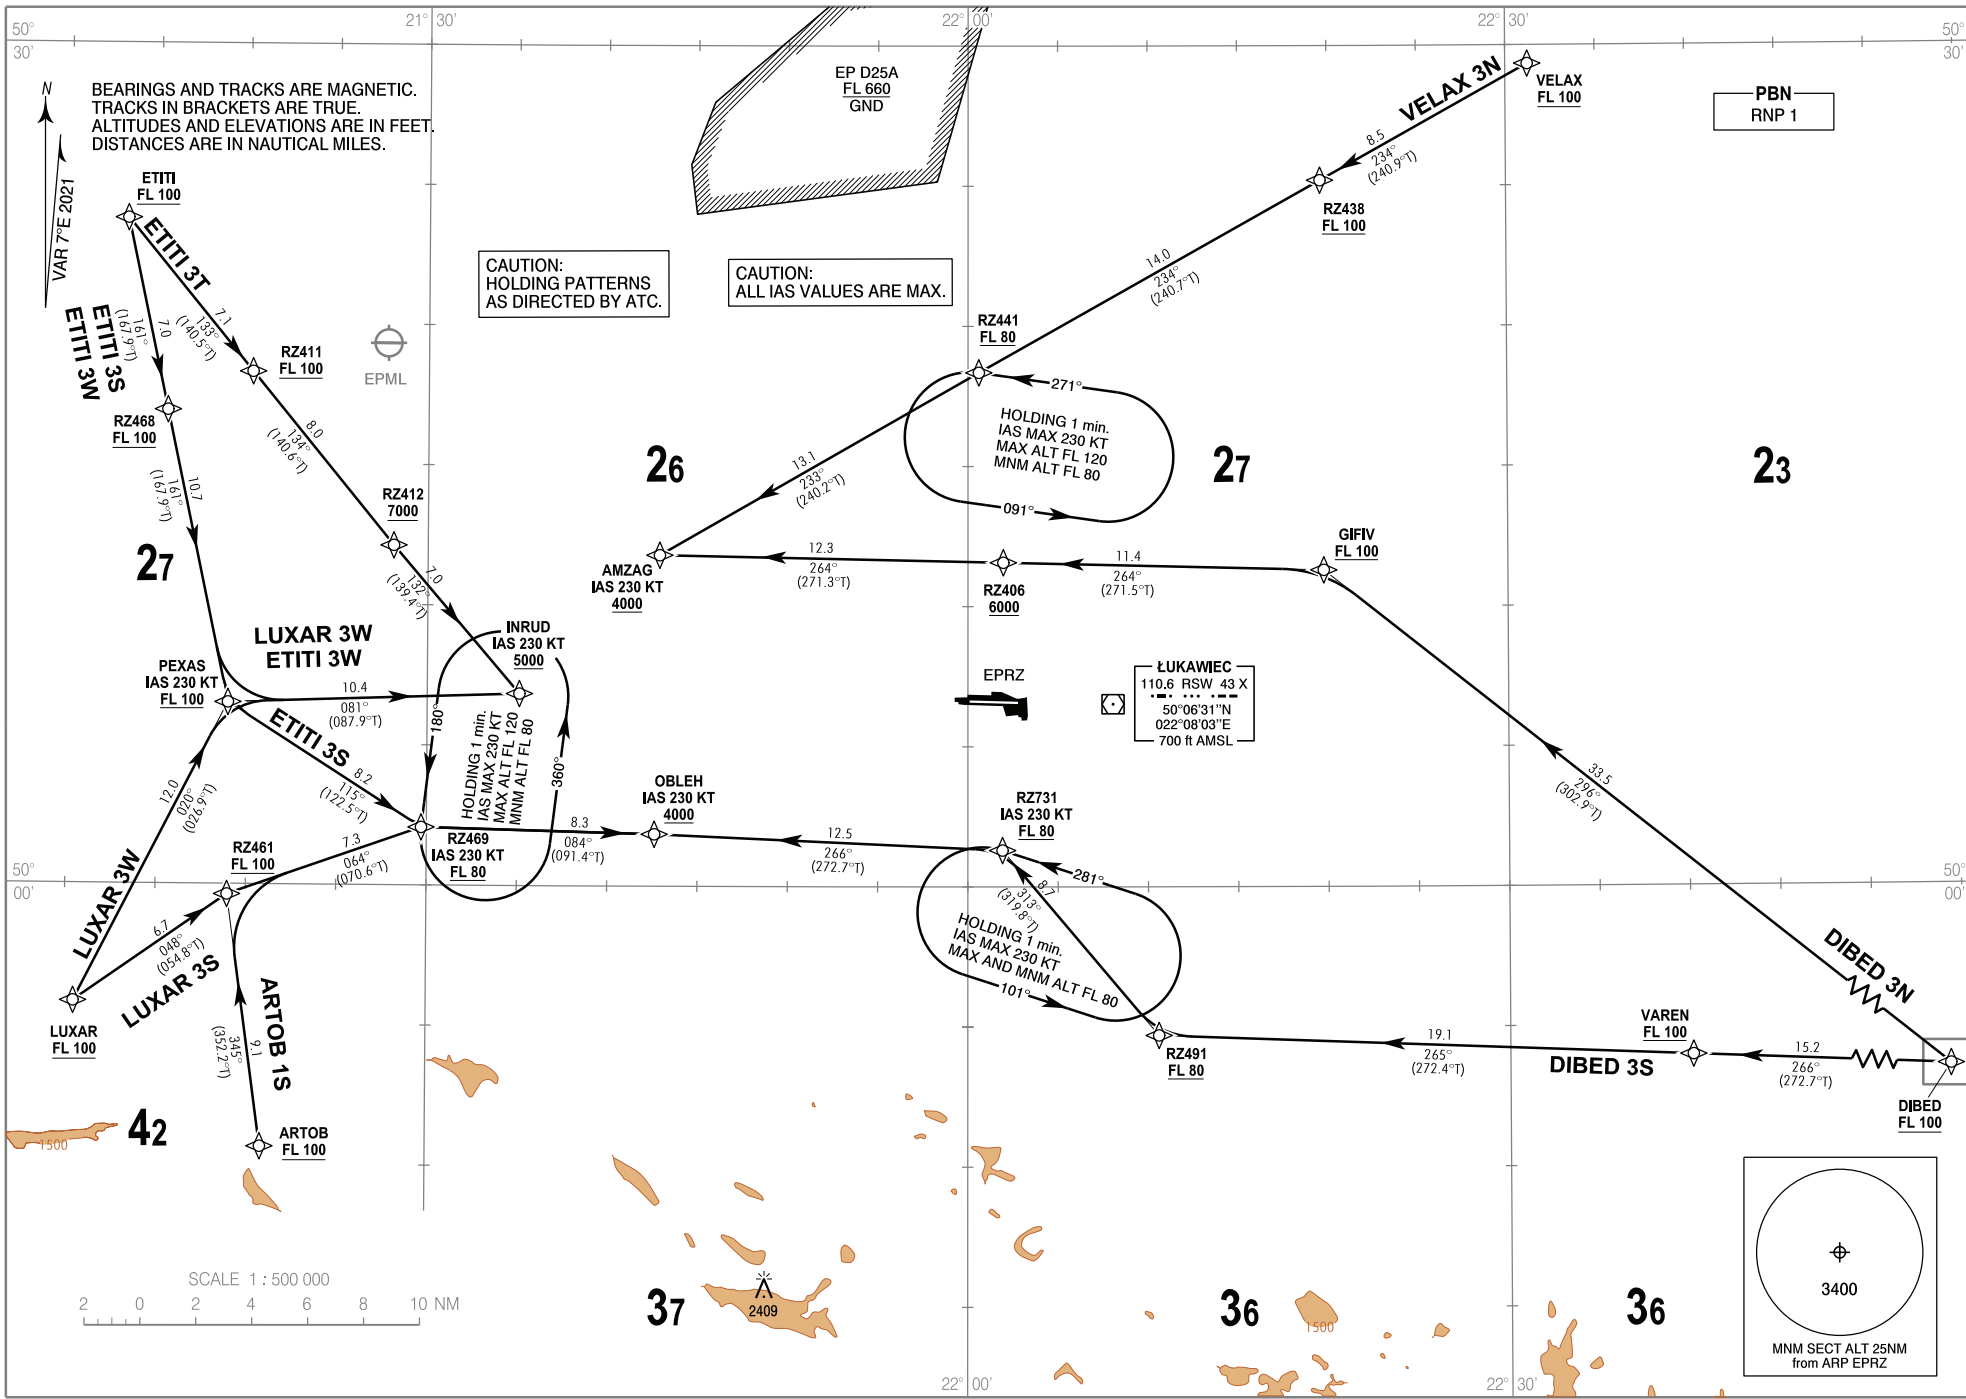 50°
30'
21° 30'
22° 00'
22° 30'
50°
30'
N
VAR 7°E 2021
BEARINGS AND TRACKS ARE MAGNETIC.
TRACKS IN BRACKETS ARE TRUE.
ALTITUDES AND ELEVATIONS ARE IN FEET.
DISTANCES ARE IN NAUTICAL MILES.
EP D25A
FL 660
GND
VELAX 3N
VELAX
FL 100
PBN
RNP 1
8.5
234°
(240.9°T)
RZ438
FL 100
14.0
234°
(240.7°T)
ETITI
FL 100
ETITI 3T
7.1
133°
(140.5°T)
ETITI 3S
ETITI 3W
7.0
161°
(167.9°T)
CAUTION:
HOLDING PATTERNS
AS DIRECTED BY ATC.
CAUTION:
ALL IAS VALUES ARE MAX.
EPML
RZ411
FL 100
RZ441
FL 80
271°
HOLDING 1 min.
IAS MAX 230 KT
MAX ALT FL 120
MNM ALT FL 80
091°
RZ468
FL 100
8.0
134°
(140.6°T)
10.7
161°
(167.9°T)
26
27
23
13.1
233°
(240.2°T)
RZ412
7000
27
7.0
132°
(139.4°T)
GIFIV
FL 100
12.3
264°
(271.3°T)
11.4
264°
(271.5°T)
AMZAG
IAS 230 KT
4000
RZ406
6000
LUXAR 3W
ETITI 3W
INRUD
IAS 230 KT
5000
PEXAS
IAS 230 KT
FL 100
10.4
081°
(087.9°T)
EPRZ
ŁUKAWIEC
110.6 RSW 43 X
50°06'31"N
022°08'03"E
700 ft AMSL
ETITI 3S
8.2
115°
(122.5°T)
180°
HOLDING 1 min.
IAS MAX 230 KT
MAX ALT FL 120
MNM ALT FL 80
360°
12.0
020°
(026.9°T)
33.5
296°
(302.9°T)
OBLEH
IAS 230 KT
4000
RZ731
IAS 230 KT
FL 80
8.3
084°
(091.4°T)
12.5
266°
(272.7°T)
RZ469
IAS 230 KT
FL 80
7.3
064°
(070.6°T)
RZ461
FL 100
50°
00'
50°
00'
LUXAR 3W
6.7
048°
(054.8°T)
LUXAR 3S
8.7
313°
(319.8°T)
281°
HOLDING 1 min.
IAS MAX 230 KT
MAX AND MNM ALT FL 80
101°
DIBED 3N
ARTOB 1S
9.1
345°
(352.2°T)
LUXAR
FL 100
RZ491
FL 80
19.1
265°
(272.4°T)
DIBED 3S
VAREN
FL 100
15.2
266°
(272.7°T)
DIBED
FL 100
42
1500
ARTOB
FL 100
SCALE 1 : 500 000
2 0 2 4 6 8 10 NM
37
2409
36
1500
36
3400
MNM SECT ALT 25NM
from ARP EPRZ
22° 00'
22° 30'